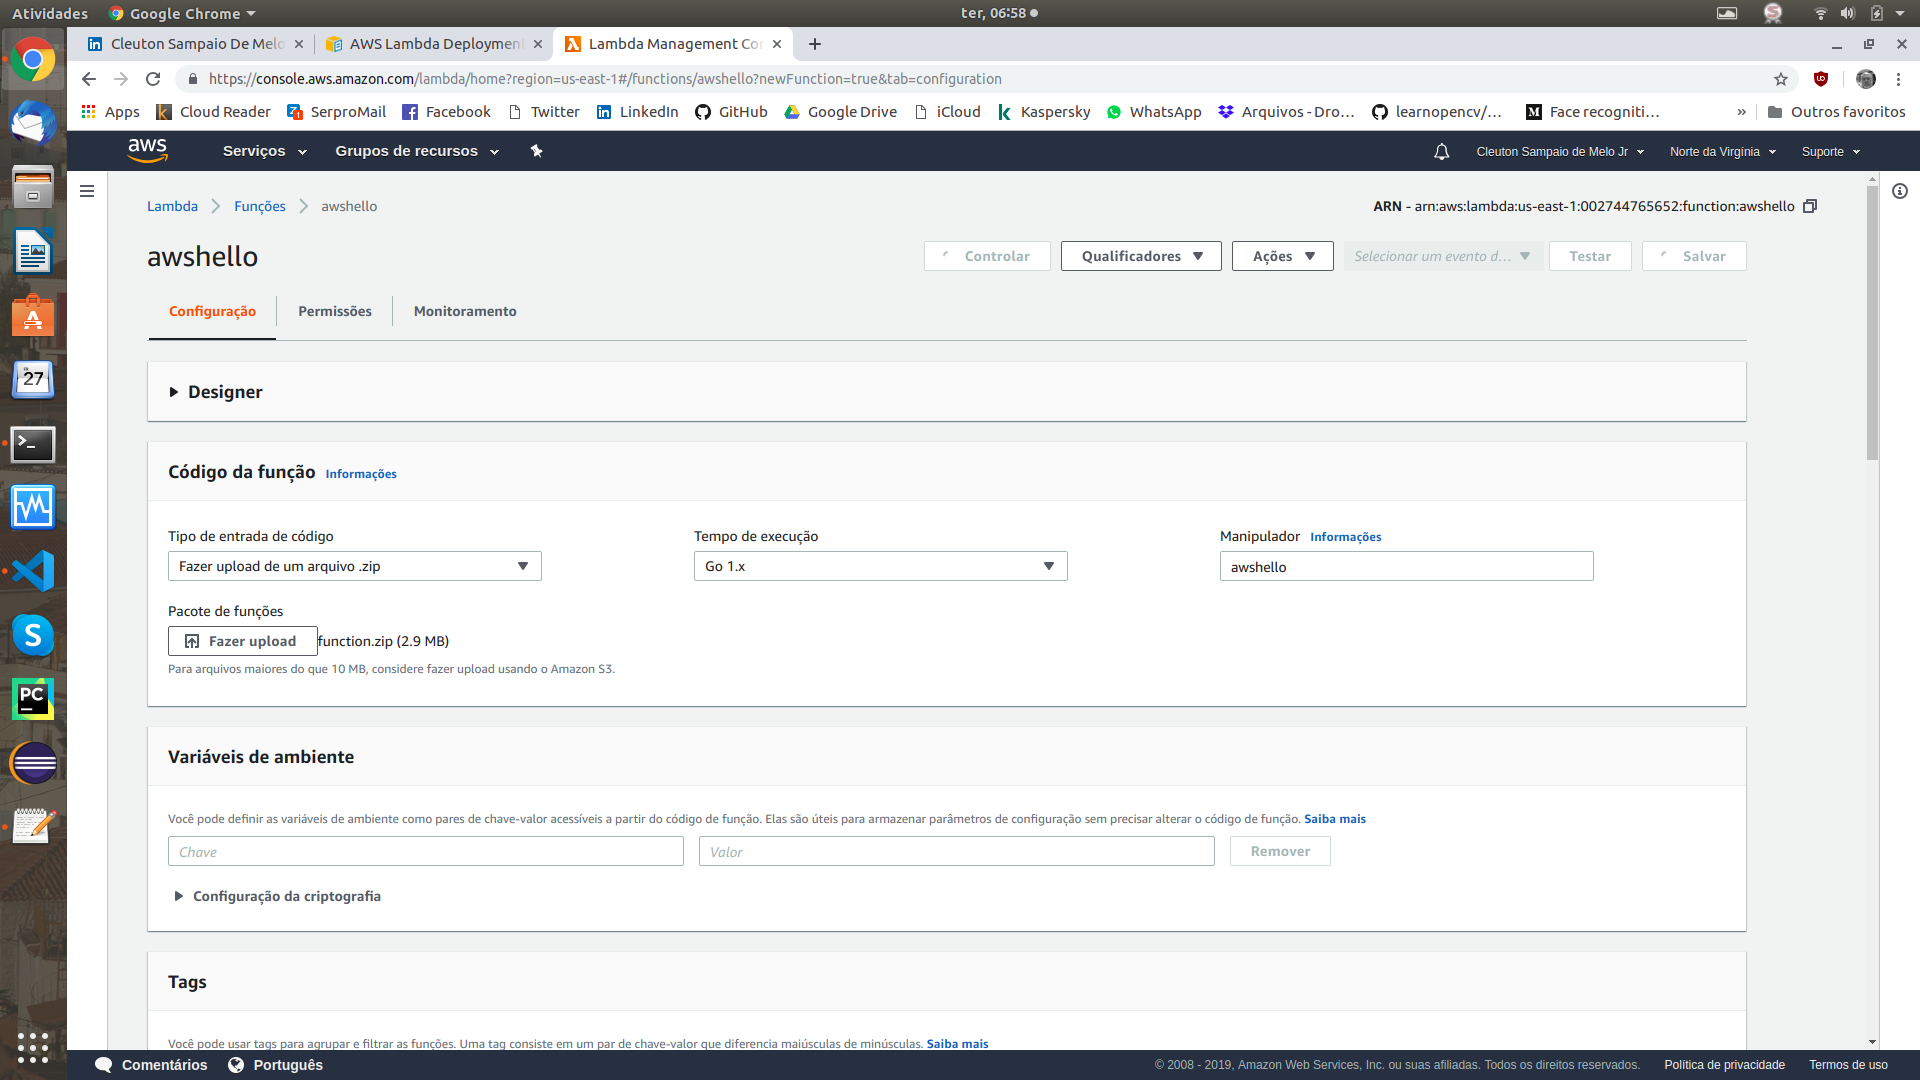 Atividades
Google Chrome
ter, 06:58
Cleuton Sampaio De Melo
AWS Lambda Deployment
Lambda Management Co
https://console.aws.amazon.com/lambda/home?region=us-east-1#/functions/awshello?newFunction=true&tab=configuration
Apps
Cloud Reader
SerproMail
Facebook
Twitter
LinkedIn
GitHub
Google Drive
iCloud
Kaspersky
WhatsApp
Arquivos - Dro…
learnopencv/…
Face recogniti…
»
Outros favoritos
aws
Serviços
Grupos de recursos
Cleuton Sampaio de Melo Jr
Norte da Virgínia
Suporte
Lambda
Funções
awshello
ARN - arn:aws:lambda:us-east-1:002744765652:function:awshello
awshello
Controlar
Qualificadores
Ações
Selecionar um evento d…
Testar
Salvar
Configuração
Permissões
Monitoramento
Designer
Código da função
Informações
Tipo de entrada de código
Tempo de execução
Manipulador
Informações
Fazer upload de um arquivo .zip
Go 1.x
awshello
Pacote de funções
Fazer upload
function.zip (2.9 MB)
Para arquivos maiores do que 10 MB, considere fazer upload usando o Amazon S3.
Variáveis de ambiente
Você pode definir as variáveis de ambiente como pares de chave-valor acessíveis a partir do código de função. Elas são úteis para armazenar parâmetros de configuração sem precisar alterar o código de função. Saiba mais
Chave
Valor
Remover
Configuração da criptografia
Tags
Você pode usar tags para agrupar e filtrar as funções. Uma tag consiste em um par de chave-valor que diferencia maiúsculas de minúsculas. Saiba mais
Comentários
Português
© 2008 - 2019, Amazon Web Services, Inc. ou suas afiliadas. Todos os direitos reservados.
Política de privacidade
Termos de uso
27
PC